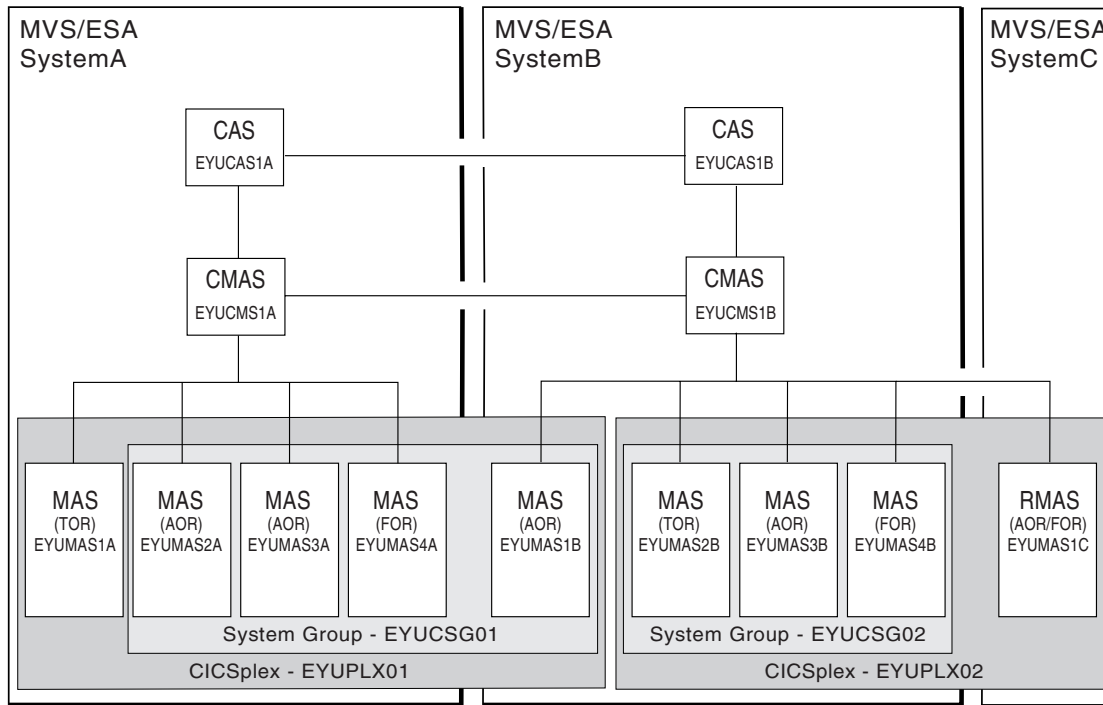 MVS/ESA
SystemA
MVS/ESA
SystemB
MVS/ESA
SystemC
CAS
EYUCAS1A
CAS
EYUCAS1B
CMAS
EYUCMS1A
CMAS
EYUCMS1B
MAS
(TOR)
EYUMAS1A
MAS
(AOR)
EYUMAS2A
MAS
(AOR)
EYUMAS3A
MAS
(FOR)
EYUMAS4A
MAS
(AOR)
EYUMAS1B
MAS
(TOR)
EYUMAS2B
MAS
(AOR)
EYUMAS3B
MAS
(FOR)
EYUMAS4B
RMAS
(AOR/FOR)
EYUMAS1C
System Group - EYUCSG01
System Group - EYUCSG02
CICSplex - EYUPLX01
CICSplex - EYUPLX02